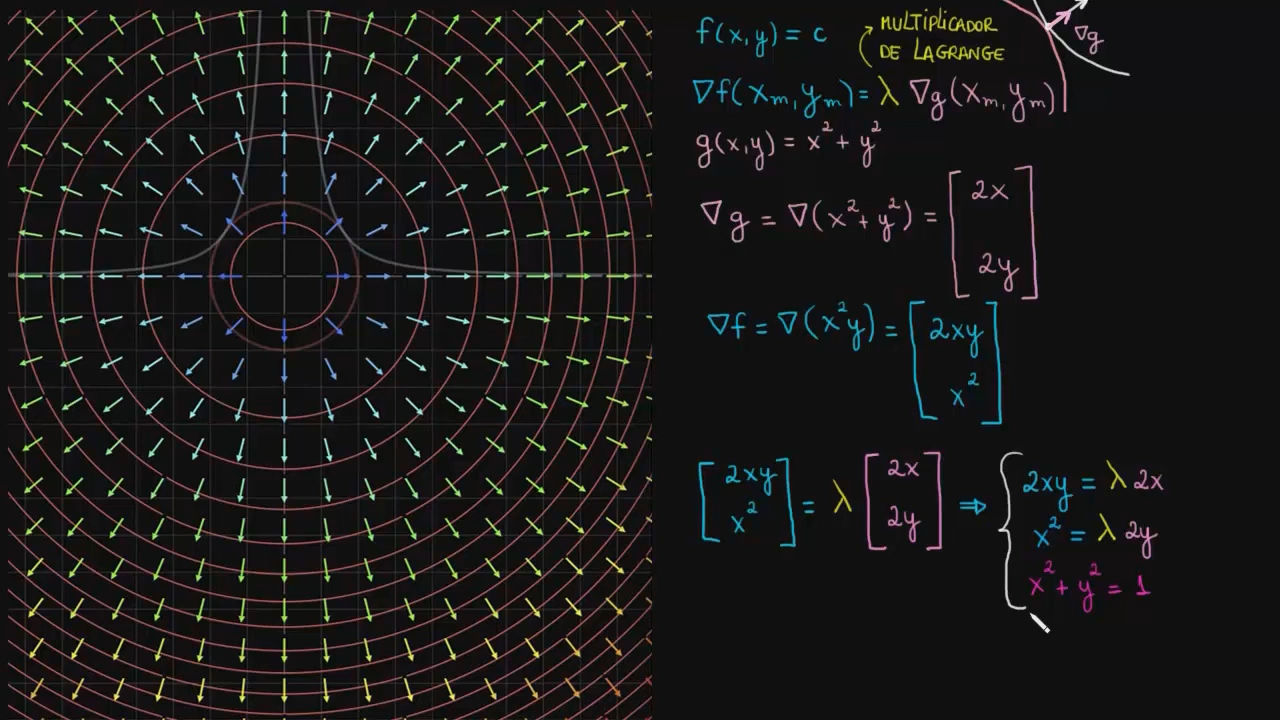 f(x,y) = c
MULTIPLICADOR
DE LAGRANGE
∇g
∇f(xₘ,yₘ) = λ ∇g(xₘ,yₘ)
g(x,y) = x² + y²
∇g = ∇(x² + y²) = [2x
2y]
∇f = ∇(x²y) = [2xy
x²]
[2xy
x²] = λ [2x
2y] ⇒ {2xy = λ 2x
x² = λ 2y
x² + y² = 1